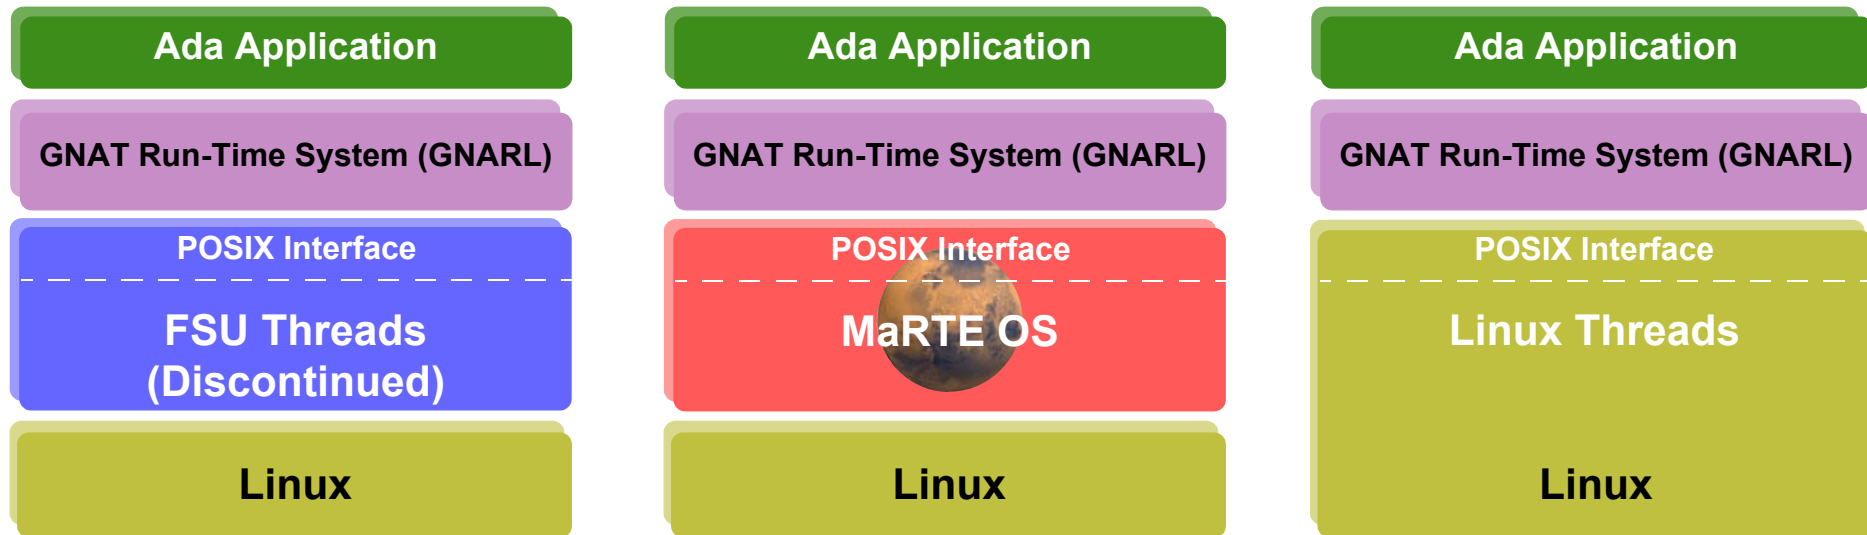 Ada Application
GNAT Run-Time System (GNARL)
POSIX Interface
FSU Threads
(Discontinued)
Linux
Ada Application
GNAT Run-Time System (GNARL)
POSIX Interface
MaRTE OS
Linux
Ada Application
GNAT Run-Time System (GNARL)
POSIX Interface
Linux Threads
Linux